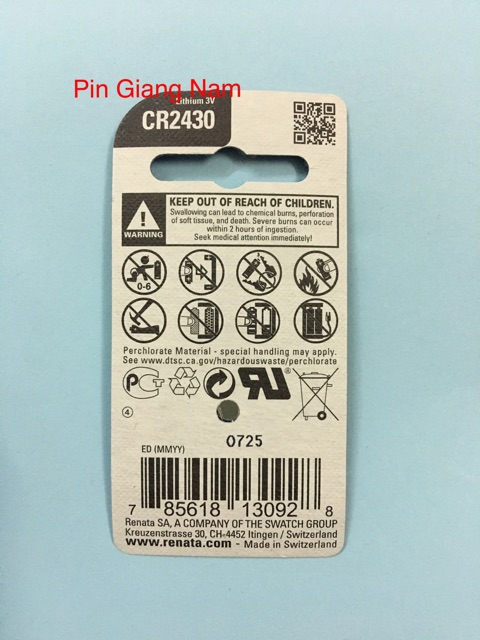 Pin Giang Nam
Lithium 3V
CR2430
KEEP OUT OF REACH OF CHILDREN.
Swallowing can lead to chemical burns, perforation
of soft tissue, and death. Severe burns can occur
within 2 hours of ingestion.
Seek medical attention immediately!
WARNING
0-6
Perchlorate Material - special handling may apply.
See www.dtsc.ca.gov/hazardouswaste/perchlorate
4
0725
ED (MMYY)
7 85618 13092 8
Renata SA, A COMPANY OF THE SWATCH GROUP
Kreuzenstrasse 30, CH-4452 Itingen / Switzerland
www.renata.com - Made in Switzerland